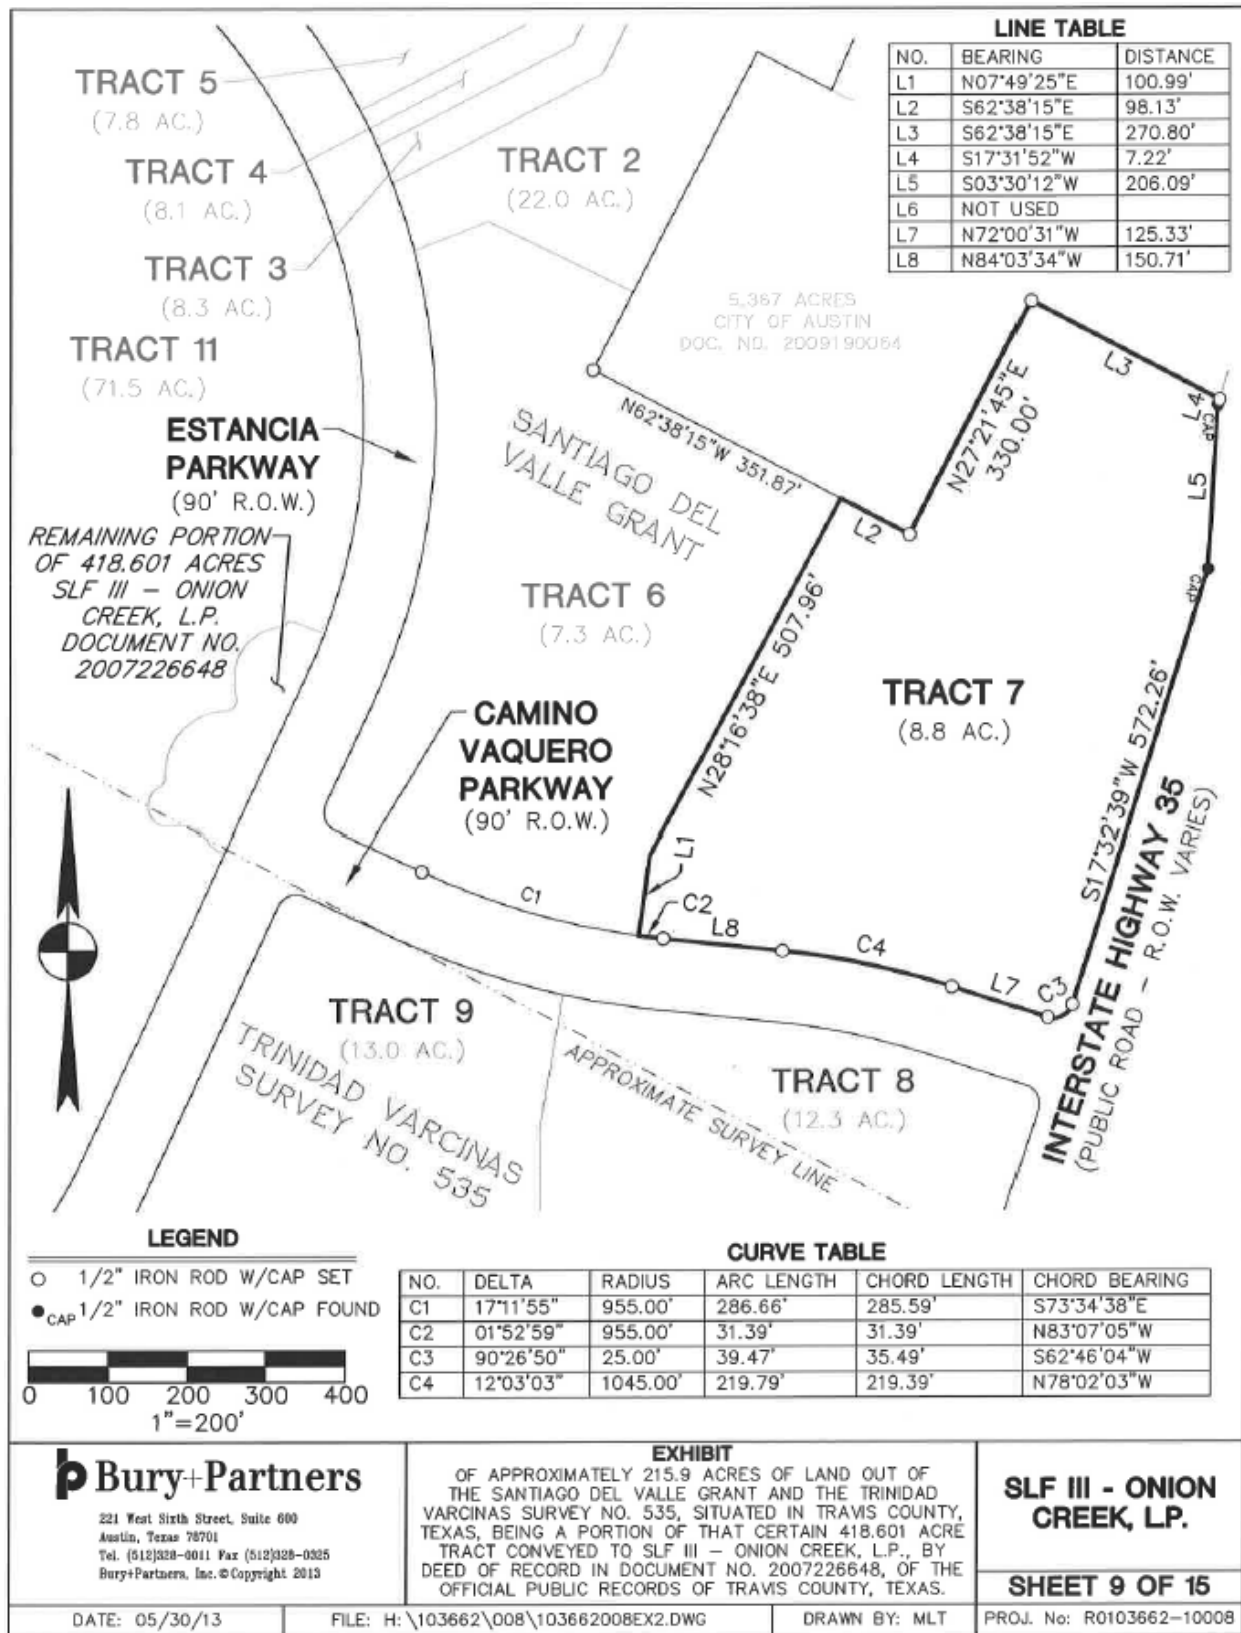 LINE TABLE
NO. BEARING DISTANCE
L1 N07°49'25"E 100.99'
L2 S62°38'15"E 98.13'
L3 S62°38'15"E 270.80'
L4 S17°31'52"W 7.22'
L5 S03°30'12"W 206.09'
L6 NOT USED
L7 N72°00'31"W 125.33'
L8 N84°03'34"W 150.71'
TRACT 5
(7.8 AC.)
TRACT 4
(8.1 AC.)
TRACT 3
(8.3 AC.)
TRACT 2
(22.0 AC.)
TRACT 11
(71.5 AC.)
5.367 ACRES
CITY OF AUSTIN
DOC. NO. 2009190064
ESTANCIA
PARKWAY
(90' R.O.W.)
REMAINING PORTION
OF 418.601 ACRES
SLF III - ONION
CREEK, L.P.
DOCUMENT NO.
2007226648
N62°38'15"W 351.87'
SANTIAGO DEL
VALLE GRANT
L2
N27°21'45"E
330.00'
L3
L4
CAP
L5
CAP
TRACT 6
(7.3 AC.)
N28°16'38"E 507.96'
TRACT 7
(8.8 AC.)
S17°32'39"W 572.26'
CAMINO
VAQUERO
PARKWAY
(90' R.O.W.)
L1
C1
C2
L8
C4
L7
C3
INTERSTATE HIGHWAY 35
(PUBLIC ROAD - R.O.W. VARIES)
TRACT 9
(13.0 AC.)
TRINIDAD VARCINAS
SURVEY NO. 535
APPROXIMATE SURVEY LINE
TRACT 8
(12.3 AC.)
LEGEND
1/2" IRON ROD W/CAP SET
CAP 1/2" IRON ROD W/CAP FOUND
0 100 200 300 400
1"=200'
CURVE TABLE
NO. DELTA RADIUS ARC LENGTH CHORD LENGTH CHORD BEARING
C1 17°11'55" 955.00' 286.66' 285.59' S73°34'38"E
C2 01°52'59" 955.00' 31.39' 31.39' N83°07'05"W
C3 90°26'50" 25.00' 39.47' 35.49' S62°46'04"W
C4 12°03'03" 1045.00' 219.79' 219.39' N78°02'03"W
Bury+Partners
221 West Sixth Street, Suite 600
Austin, Texas 78701
Tel. (512)328-0011 Fax (512)328-0325
Bury+Partners, Inc. © Copyright 2013
EXHIBIT
OF APPROXIMATELY 215.9 ACRES OF LAND OUT OF
THE SANTIAGO DEL VALLE GRANT AND THE TRINIDAD
VARCINAS SURVEY NO. 535, SITUATED IN TRAVIS COUNTY,
TEXAS, BEING A PORTION OF THAT CERTAIN 418.601 ACRE
TRACT CONVEYED TO SLF III - ONION CREEK, L.P., BY
DEED OF RECORD IN DOCUMENT NO. 2007226648, OF THE
OFFICIAL PUBLIC RECORDS OF TRAVIS COUNTY, TEXAS.
SLF III - ONION
CREEK, L.P.
SHEET 9 OF 15
DATE: 05/30/13 FILE: H:\103662\008\103662008EX2.DWG DRAWN BY: MLT PROJ. No: R0103662-10008